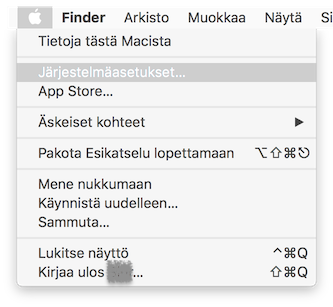 Finder Arkisto Muokkaa Näytä Si
Tietoja tästä Macista
Järjestelmäasetukset...
App Store...
Äskeiset kohteet ▶
Pakota Esikatselu lopettamaan ⌥⇧⌘⎋
Mene nukkumaan
Käynnistä uudelleen...
Sammuta...
Lukitse näyttö ^⌘Q
Kirjaa ulos ... ⇧⌘Q